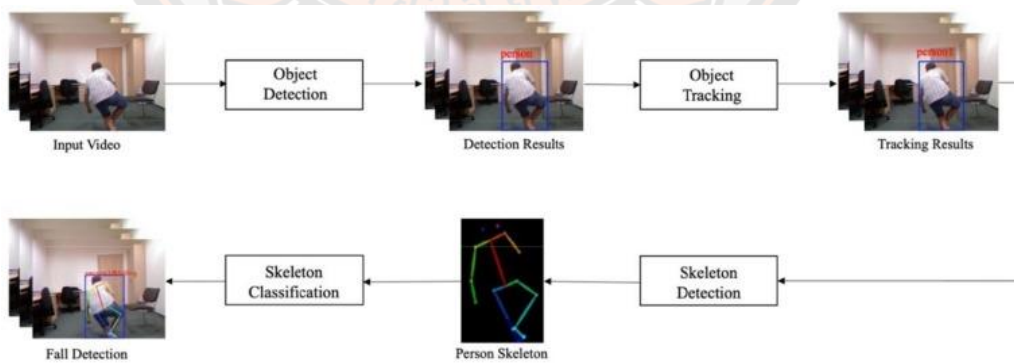 person
person1
Object
Detection
Object
Tracking
Input Video
Detection Results
Tracking Results
Skeleton
Classification
Skeleton
Detection
Fall Detection
Person Skeleton